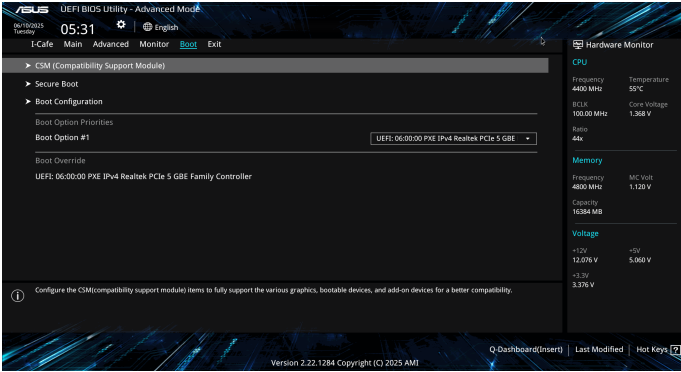 ASUS UEFI BIOS Utility - Advanced Mode
06/10/2025
Tuesday
05:31
English
I-Cafe Main Advanced Monitor Boot Exit
CSM (Compatibility Support Module)
Secure Boot
Boot Configuration
Boot Option Priorities
Boot Option #1
UEFI: 06:00:00 PXE IPv4 Realtek PCIe 5 GBE
Boot Override
UEFI: 06:00:00 PXE IPv4 Realtek PCIe 5 GBE Family Controller
Configure the CSM(compatibility support module) items to fully support the various graphics, bootable devices, and add-on devices for a better compatibility.
Hardware Monitor
CPU
Frequency Temperature
4400 MHz 55°C
BCLK Core Voltage
100.00 MHz 1.368 V
Ratio
44x
Memory
Frequency MC Volt
4800 MHz 1.120 V
Capacity
16384 MB
Voltage
+12V +5V
12.076 V 5.060 V
+3.3V
3.376 V
Q-Dashboard(Insert) | Last Modified | Hot Keys ?
Version 2.22.1284 Copyright (C) 2025 AMI